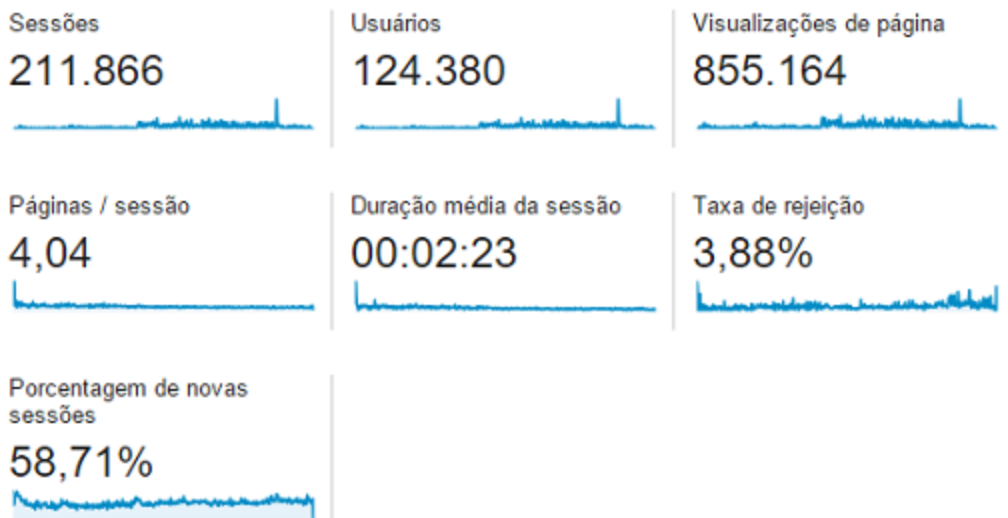 Sessões
211.866
Usuários
124.380
Visualizações de página
855.164
Páginas / sessão
4,04
Duração média da sessão
00:02:23
Taxa de rejeição
3,88%
Porcentagem de novas
sessões
58,71%